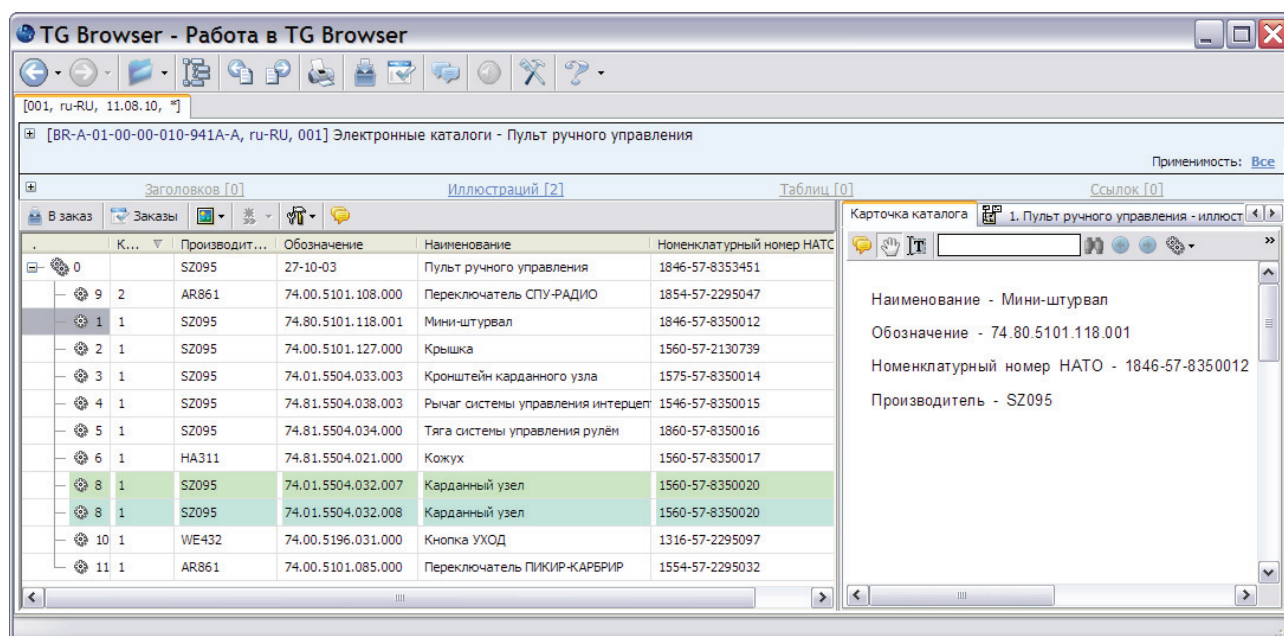 TG Browser - Работа в TG Browser
[001, ru-RU, 11.08.10, *]
[BR-A-01-00-00-010-941A-A, ru-RU, 001] Электронные каталоги - Пульт ручного управления
Применимость: Все
Заголовков [0] Иллюстраций [2] Таблиц [0] Ссылок [0]
В заказ Заказы Карточка каталога 1. Пульт ручного управления - иллюст
. К... Производит... Обозначение Наименование Номенклатурный номер НАТО
0 SZ095 27-10-03 Пульт ручного управления 1846-57-8353451
9 2 AR861 74.00.5101.108.000 Переключатель СПУ-РАДИО 1854-57-2295047
1 1 SZ095 74.80.5101.118.001 Мини-штурвал 1846-57-8350012
2 1 SZ095 74.00.5101.127.000 Крышка 1560-57-2130739
3 1 SZ095 74.01.5504.033.003 Кронштейн карданного узла 1575-57-8350014
4 1 SZ095 74.81.5504.038.003 Рычаг системы управления интерцеп 1546-57-8350015
5 1 SZ095 74.81.5504.034.000 Тяга системы управления рулём 1860-57-8350016
6 1 HA311 74.81.5504.021.000 Кожух 1560-57-8350017
8 1 SZ095 74.01.5504.032.007 Карданный узел 1560-57-8350020
8 1 SZ095 74.01.5504.032.008 Карданный узел 1560-57-8350020
10 1 WE432 74.00.5196.031.000 Кнопка УХОД 1316-57-2295097
11 1 AR861 74.00.5101.085.000 Переключатель ПИКИР-КАРБРИР 1554-57-2295032
Наименование - Мини-штурвал
Обозначение - 74.80.5101.118.001
Номенклатурный номер НАТО - 1846-57-8350012
Производитель - SZ095